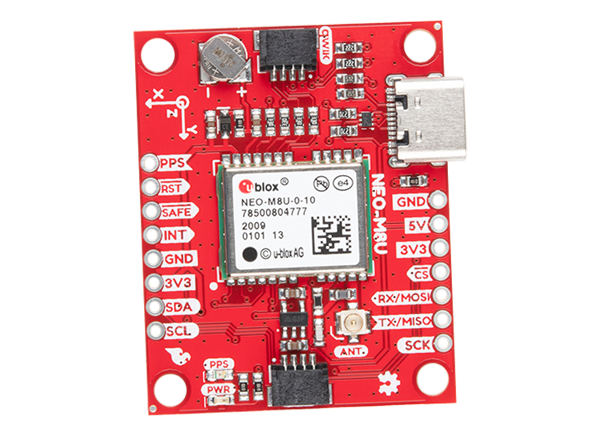 QWIIC
- +
X
Z
Y
PPS
RST
SAFE
INT
GND
3V3
SDA
SCL
ublox®
e4
NEO-M8U-0-10
78500804777
2009
0101 13
© u-blox AG
NEO-M8U
GND
5V
3V3
CS
RX/MOSI
TX/MISO
SCK
ANT.
PPS
PWR